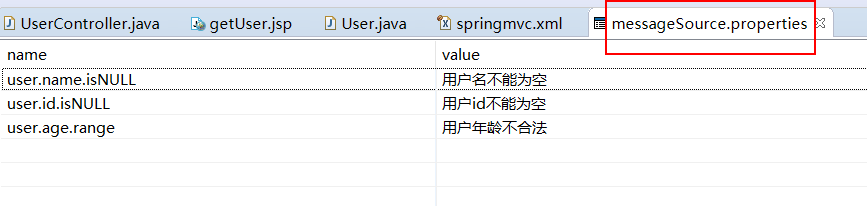 UserController.java getUser.jsp User.java springmvc.xml messageSource.properties
name value
user.name.isNULL 用户名不能为空
user.id.isNULL 用户id不能为空
user.age.range 用户年龄不合法